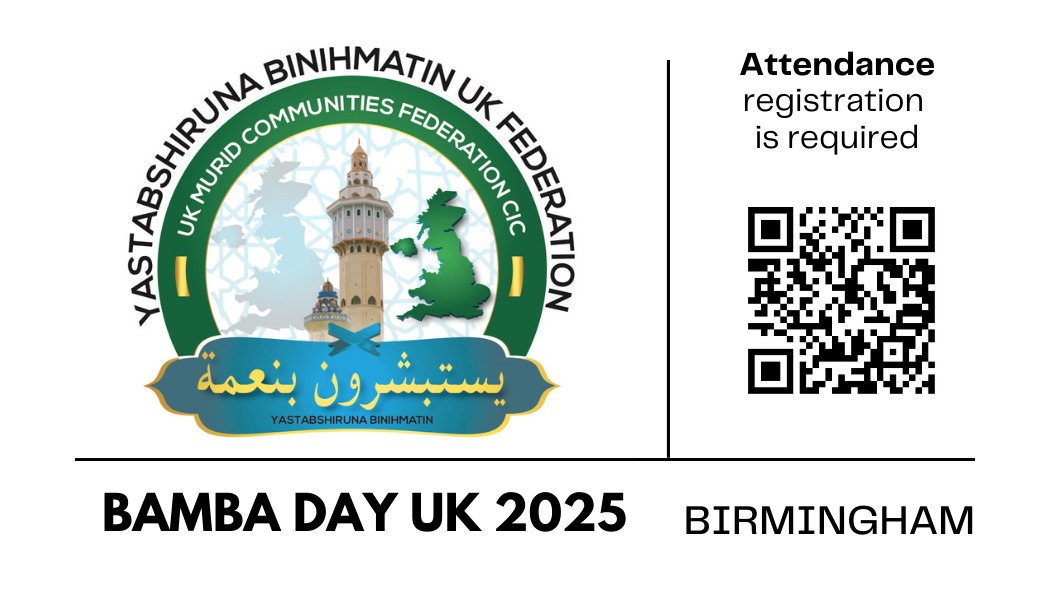 YASTABSHIRUNA BINIHMATIN UK FEDERATION
UK MURID COMMUNITIES FEDERATION CIC
يستبشرون بنعمة
YASTABSHIRUNA BINIHMATIN
Attendance
registration
is required
BAMBA DAY UK 2025
BIRMINGHAM